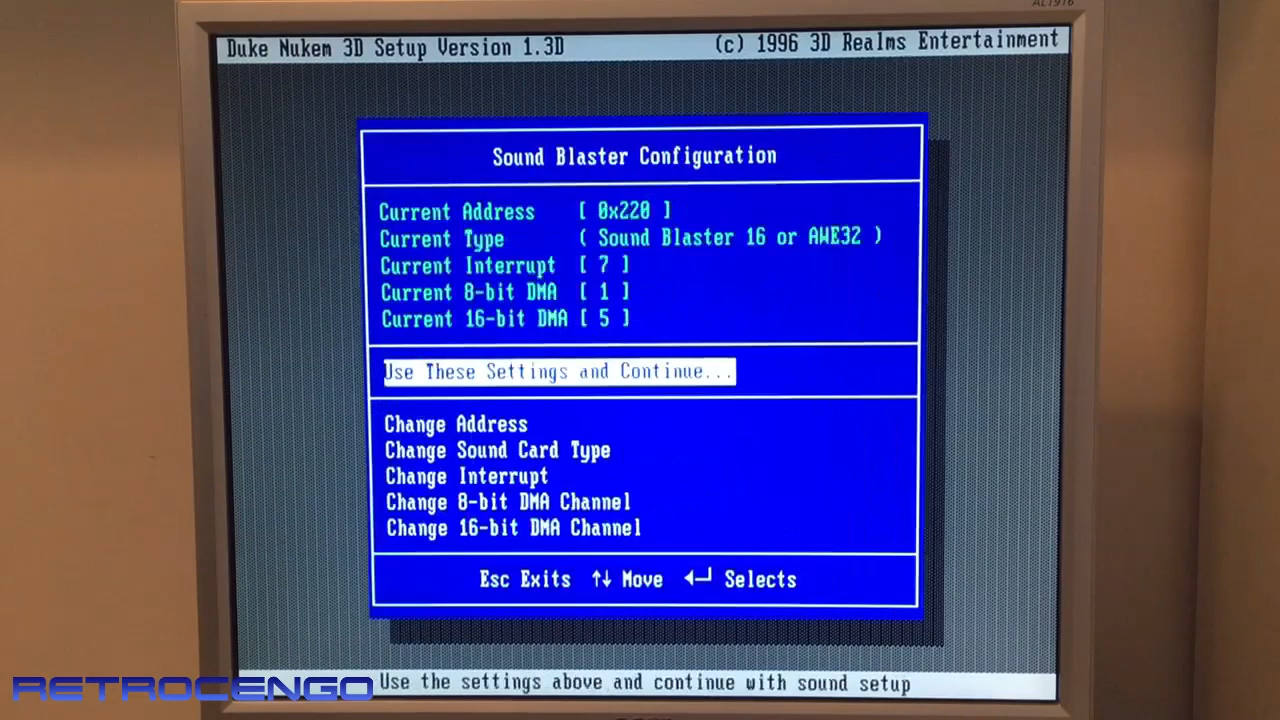 AL1916
Duke Nukem 3D Setup Version 1.3D (c) 1996 3D Realms Entertainment
Sound Blaster Configuration
Current Address [ 0x220 ]
Current Type ( Sound Blaster 16 or AWE32 )
Current Interrupt [ 7 ]
Current 8-bit DMA [ 1 ]
Current 16-bit DMA [ 5 ]
Use These Settings and Continue...
Change Address
Change Sound Card Type
Change Interrupt
Change 8-bit DMA Channel
Change 16-bit DMA Channel
Esc Exits ↑↓ Move ◄─┘ Selects
Use the settings above and continue with sound setup
RETROCENGO